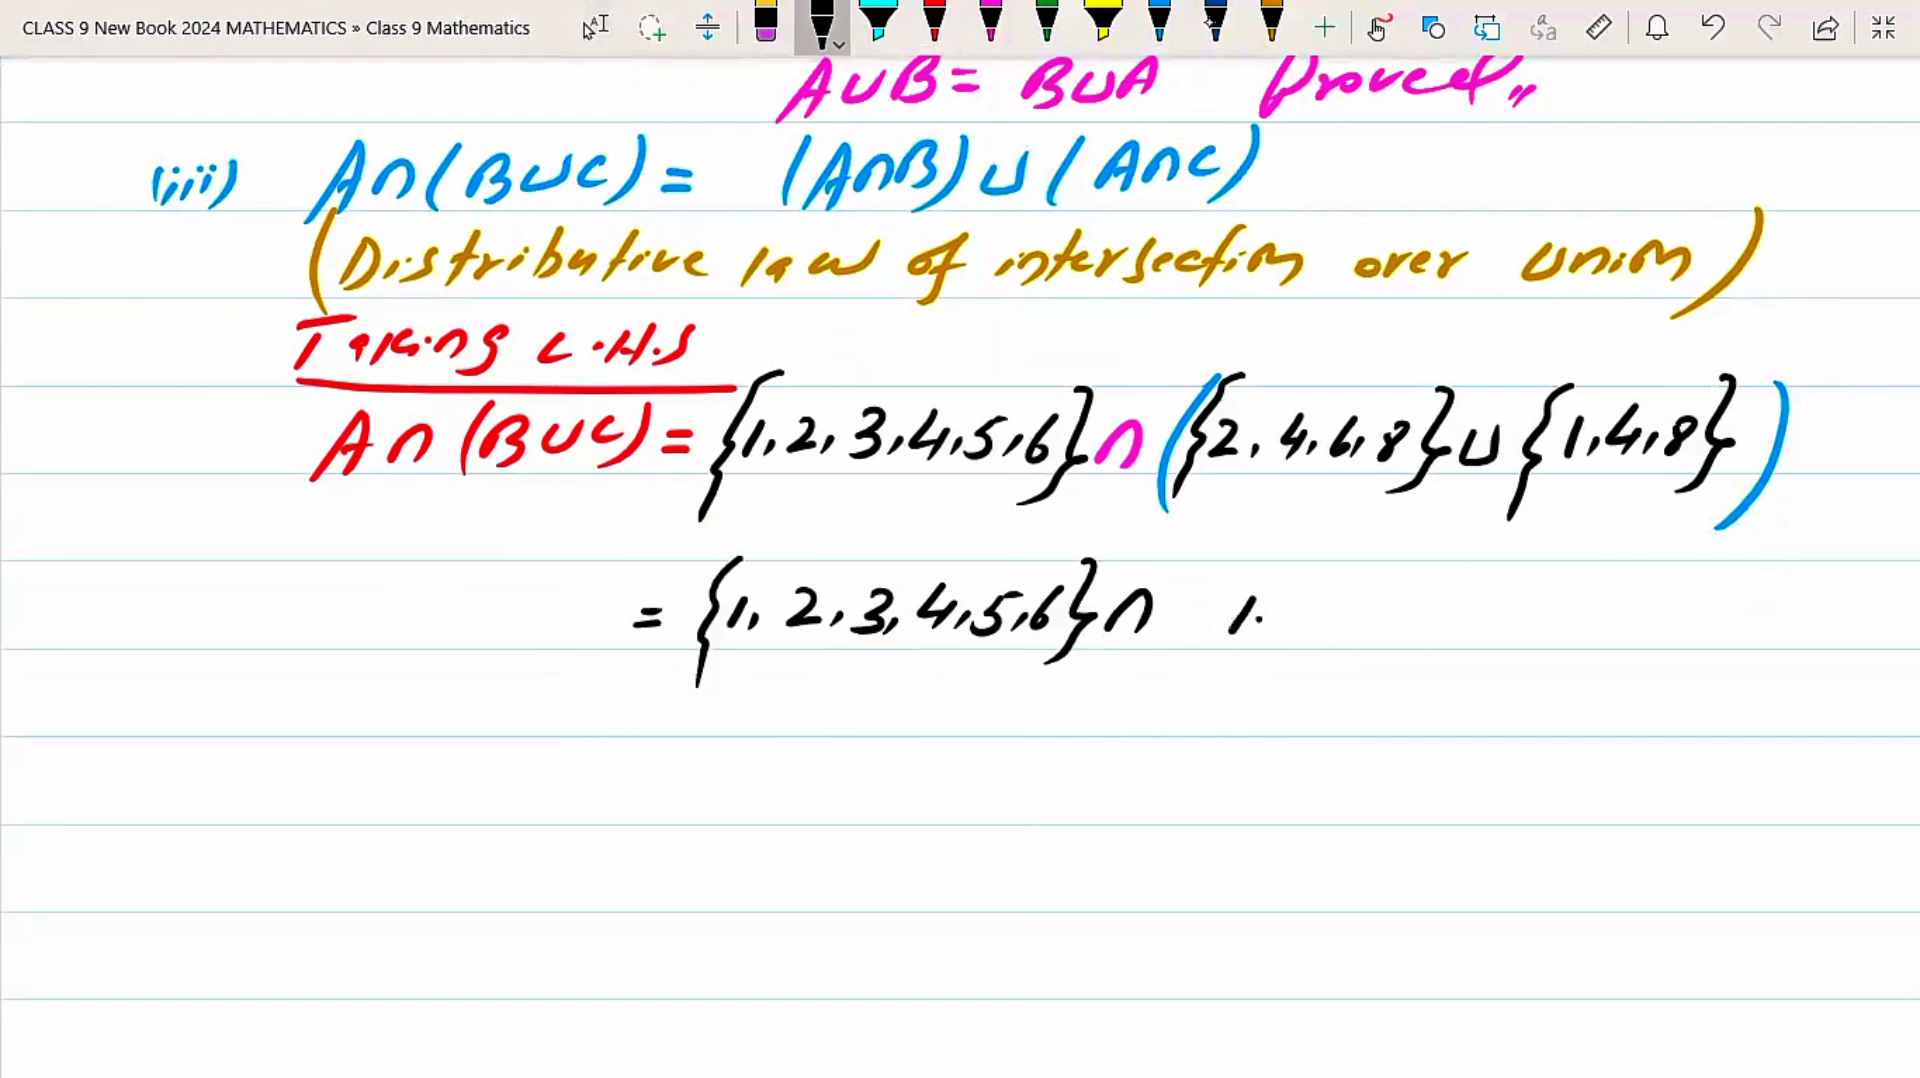 CLASS 9 New Book 2024 MATHEMATICS » Class 9 Mathematics
A∪B = B∪A Proved,,
(iii) A∩(B∪C) = (A∩B)∪(A∩C)
(Distributive law of intersection over union)
Taking L.H.S
A∩(B∪C) = {1,2,3,4,5,6}∩({2,4,6,8}∪{1,4,8})
= {1,2,3,4,5,6}∩ 1.